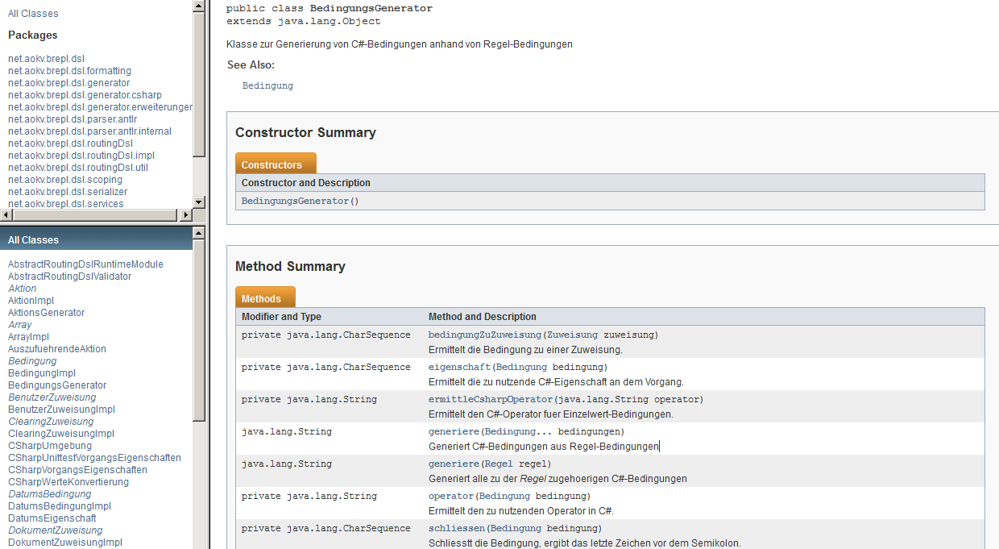 All Classes
Packages
net.aokv.brepl.dsl
net.aokv.brepl.dsl.formatting
net.aokv.brepl.dsl.generator
net.aokv.brepl.dsl.generator.csharp
net.aokv.brepl.dsl.generator.erweiterunger
net.aokv.brepl.dsl.parser.antlr
net.aokv.brepl.dsl.parser.antlr.internal
net.aokv.brepl.dsl.routingDsl
net.aokv.brepl.dsl.routingDsl.impl
net.aokv.brepl.dsl.routingDsl.util
net.aokv.brepl.dsl.scoping
net.aokv.brepl.dsl.serializer
net.aokv.brepl.dsl.services
All Classes
AbstractRoutingDslRuntimeModule
AbstractRoutingDslValidator
Aktion
AktionImpl
AktionsGenerator
Array
ArrayImpl
AuszufuehrendeAktion
Bedingung
BedingungImpl
BedingungsGenerator
BenutzerZuweisung
BenutzerZuweisungImpl
ClearingZuweisung
ClearingZuweisungImpl
CSharpUmgebung
CSharpUnittestVorgangsEigenschaften
CSharpVorgangsEigenschaften
CSharpWerteKonvertierung
DatumsBedingung
DatumsBedingungImpl
DatumsEigenschaft
DokumentZuweisung
DokumentZuweisungImpl
public class BedingungsGenerator
extends java.lang.Object
Klasse zur Generierung von C#-Bedingungen anhand von Regel-Bedingungen
See Also:
Bedingung
Constructor Summary
Constructors
Constructor and Description
BedingungsGenerator()
Method Summary
Methods
Modifier and Type Method and Description
private java.lang.CharSequence bedingungZuZuweisung(Zuweisung zuweisung)
Ermittelt die Bedingung zu einer Zuweisung.
private java.lang.CharSequence eigenschaft(Bedingung bedingung)
Ermittelt die zu nutzende C#-Eigenschaft an dem Vorgang.
private java.lang.String ermittleCsharpOperator(java.lang.String operator)
Ermittelt den C#-Operator fuer Einzelwert-Bedingungen.
java.lang.String generiere(Bedingung... bedingungen)
Generiert C#-Bedingungen aus Regel-Bedingungen
java.lang.String generiere(Regel regel)
Generiert alle zu der Regel zugehoerigen C#-Bedingungen
private java.lang.String operator(Bedingung bedingung)
Ermittelt den zu nutzenden Operator in C#.
private java.lang.CharSequence schliessen(Bedingung bedingung)
Schliesstt die Bedingung, ergibt das letzte Zeichen vor dem Semikolon.